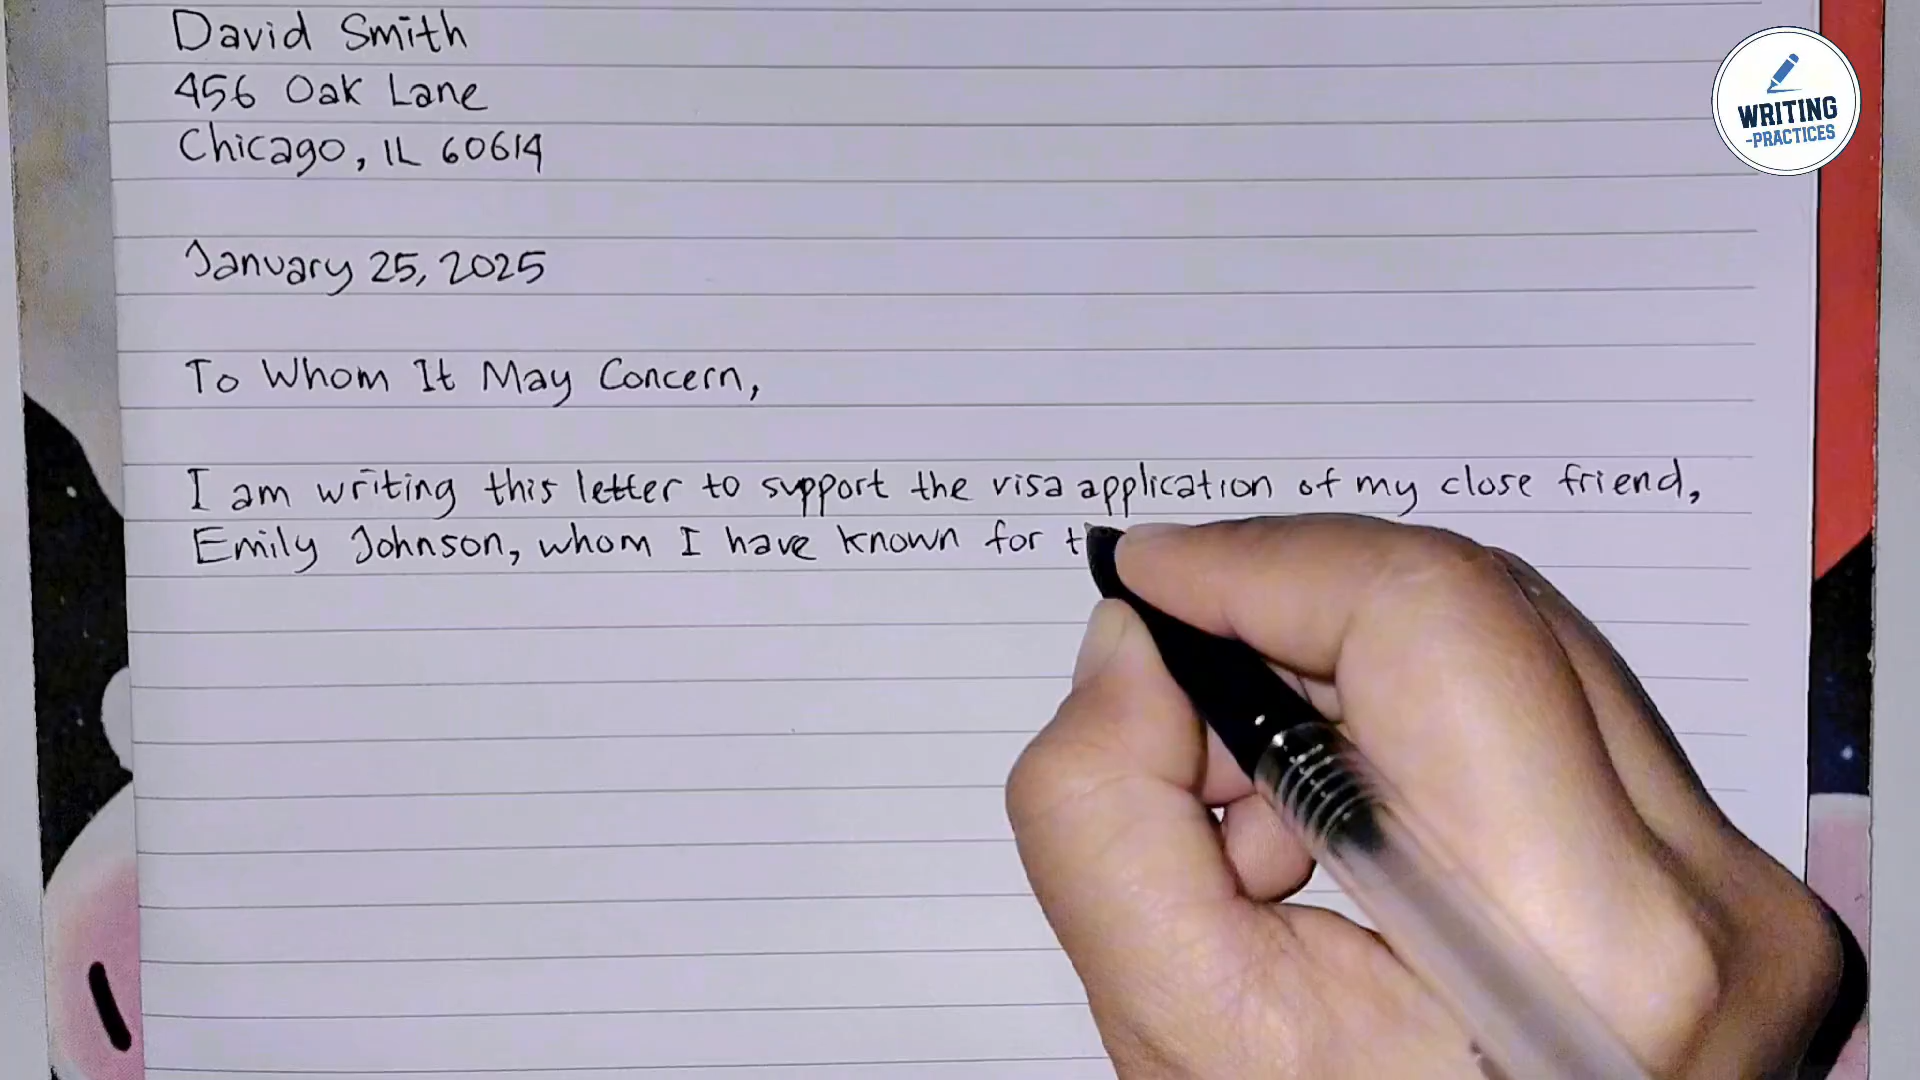 David Smith
456 Oak Lane
Chicago, IL 60614
January 25, 2025
To Whom It May Concern,
I am writing this letter to support the visa application of my close friend,
Emily Johnson, whom I have known for t
WRITING
-PRACTICES